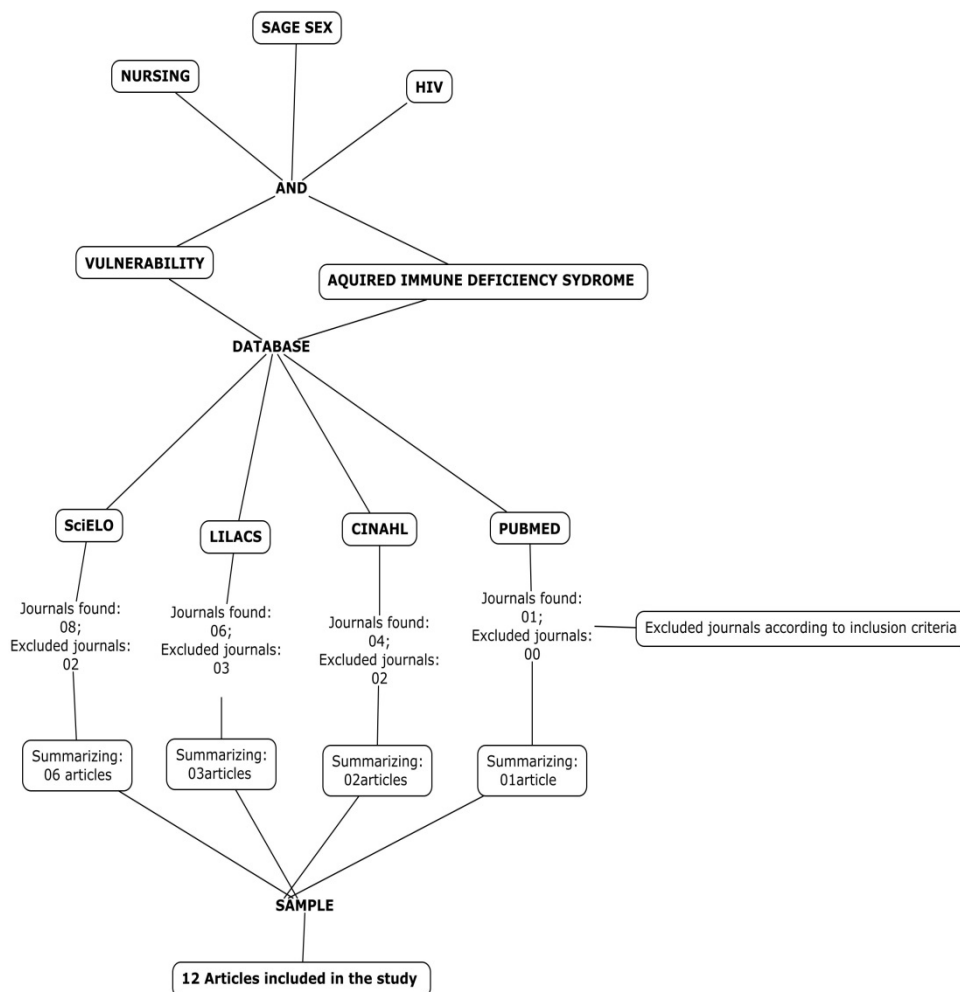 SAGE SEX
NURSING
HIV
AND
VULNERABILITY
AQUIRED IMMUNE DEFICIENCY SYDROME
DATABASE
SciELO
LILACS
CINAHL
PUBMED
Journals found:
08;
Excluded journals:
02
Journals found:
06;
Excluded journals:
03
Journals found:
04;
Excluded journals:
02
Journals found:
01;
Excluded journals:
00
Excluded journals according to inclusion criteria
Summarizing:
06 articles
Summarizing:
03articles
Summarizing:
02articles
Summarizing:
01article
SAMPLE
12 Articles included in the study